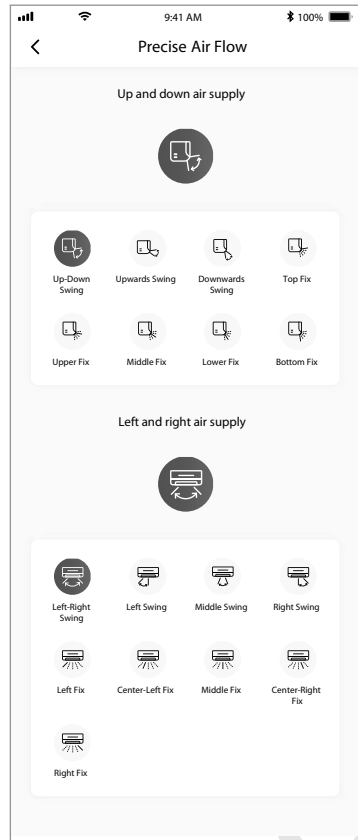 9:41 AM
100%
Precise Air Flow
Up and down air supply
Up-Down
Swing
Upwards Swing
Downwards
Swing
Top Fix
Upper Fix
Middle Fix
Lower Fix
Bottom Fix
Left and right air supply
Left-Right
Swing
Left Swing
Middle Swing
Right Swing
Left Fix
Center-Left Fix
Middle Fix
Center-Right
Fix
Right Fix